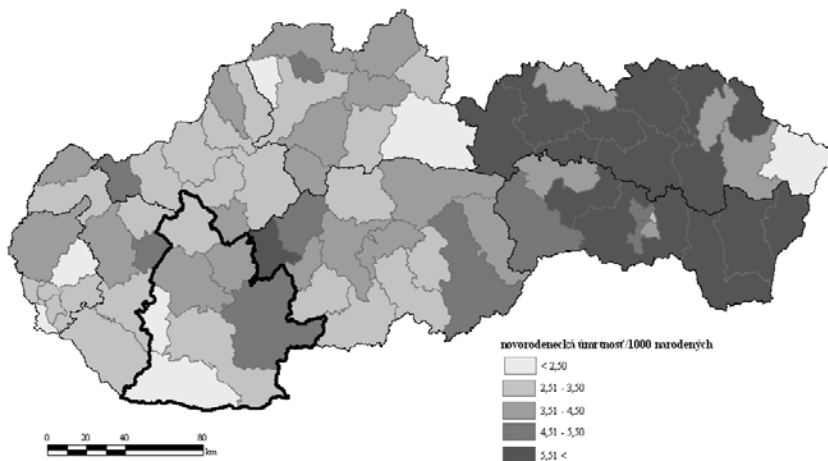 novorodenecká úmrtnosť/1000 narodených
< 2,50
2,51 - 3,50
3,51 - 4,50
4,51 - 5,50
5,51 <
0 20 40 80
km